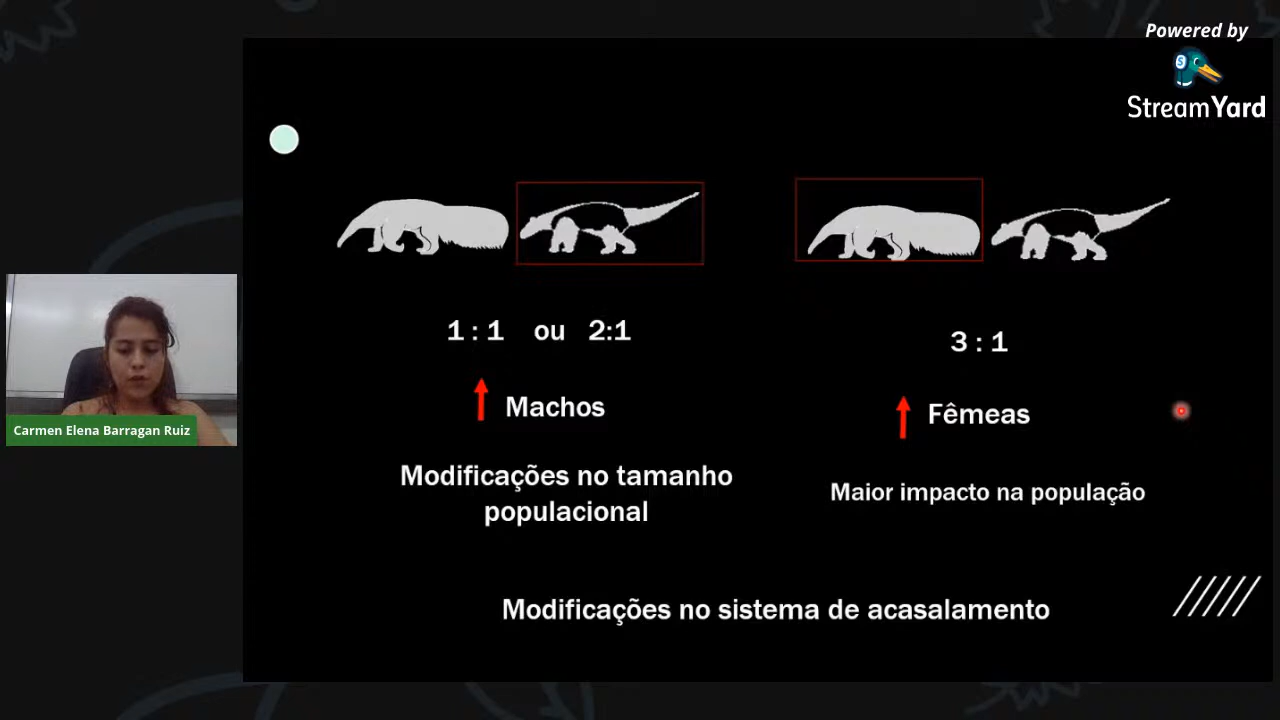 Powered by
StreamYard
1 : 1 ou 2:1
Machos
Modificações no tamanho
populacional
3 : 1
Fêmeas
Maior impacto na população
Modificações no sistema de acasalamento
Carmen Elena Barragan Ruiz